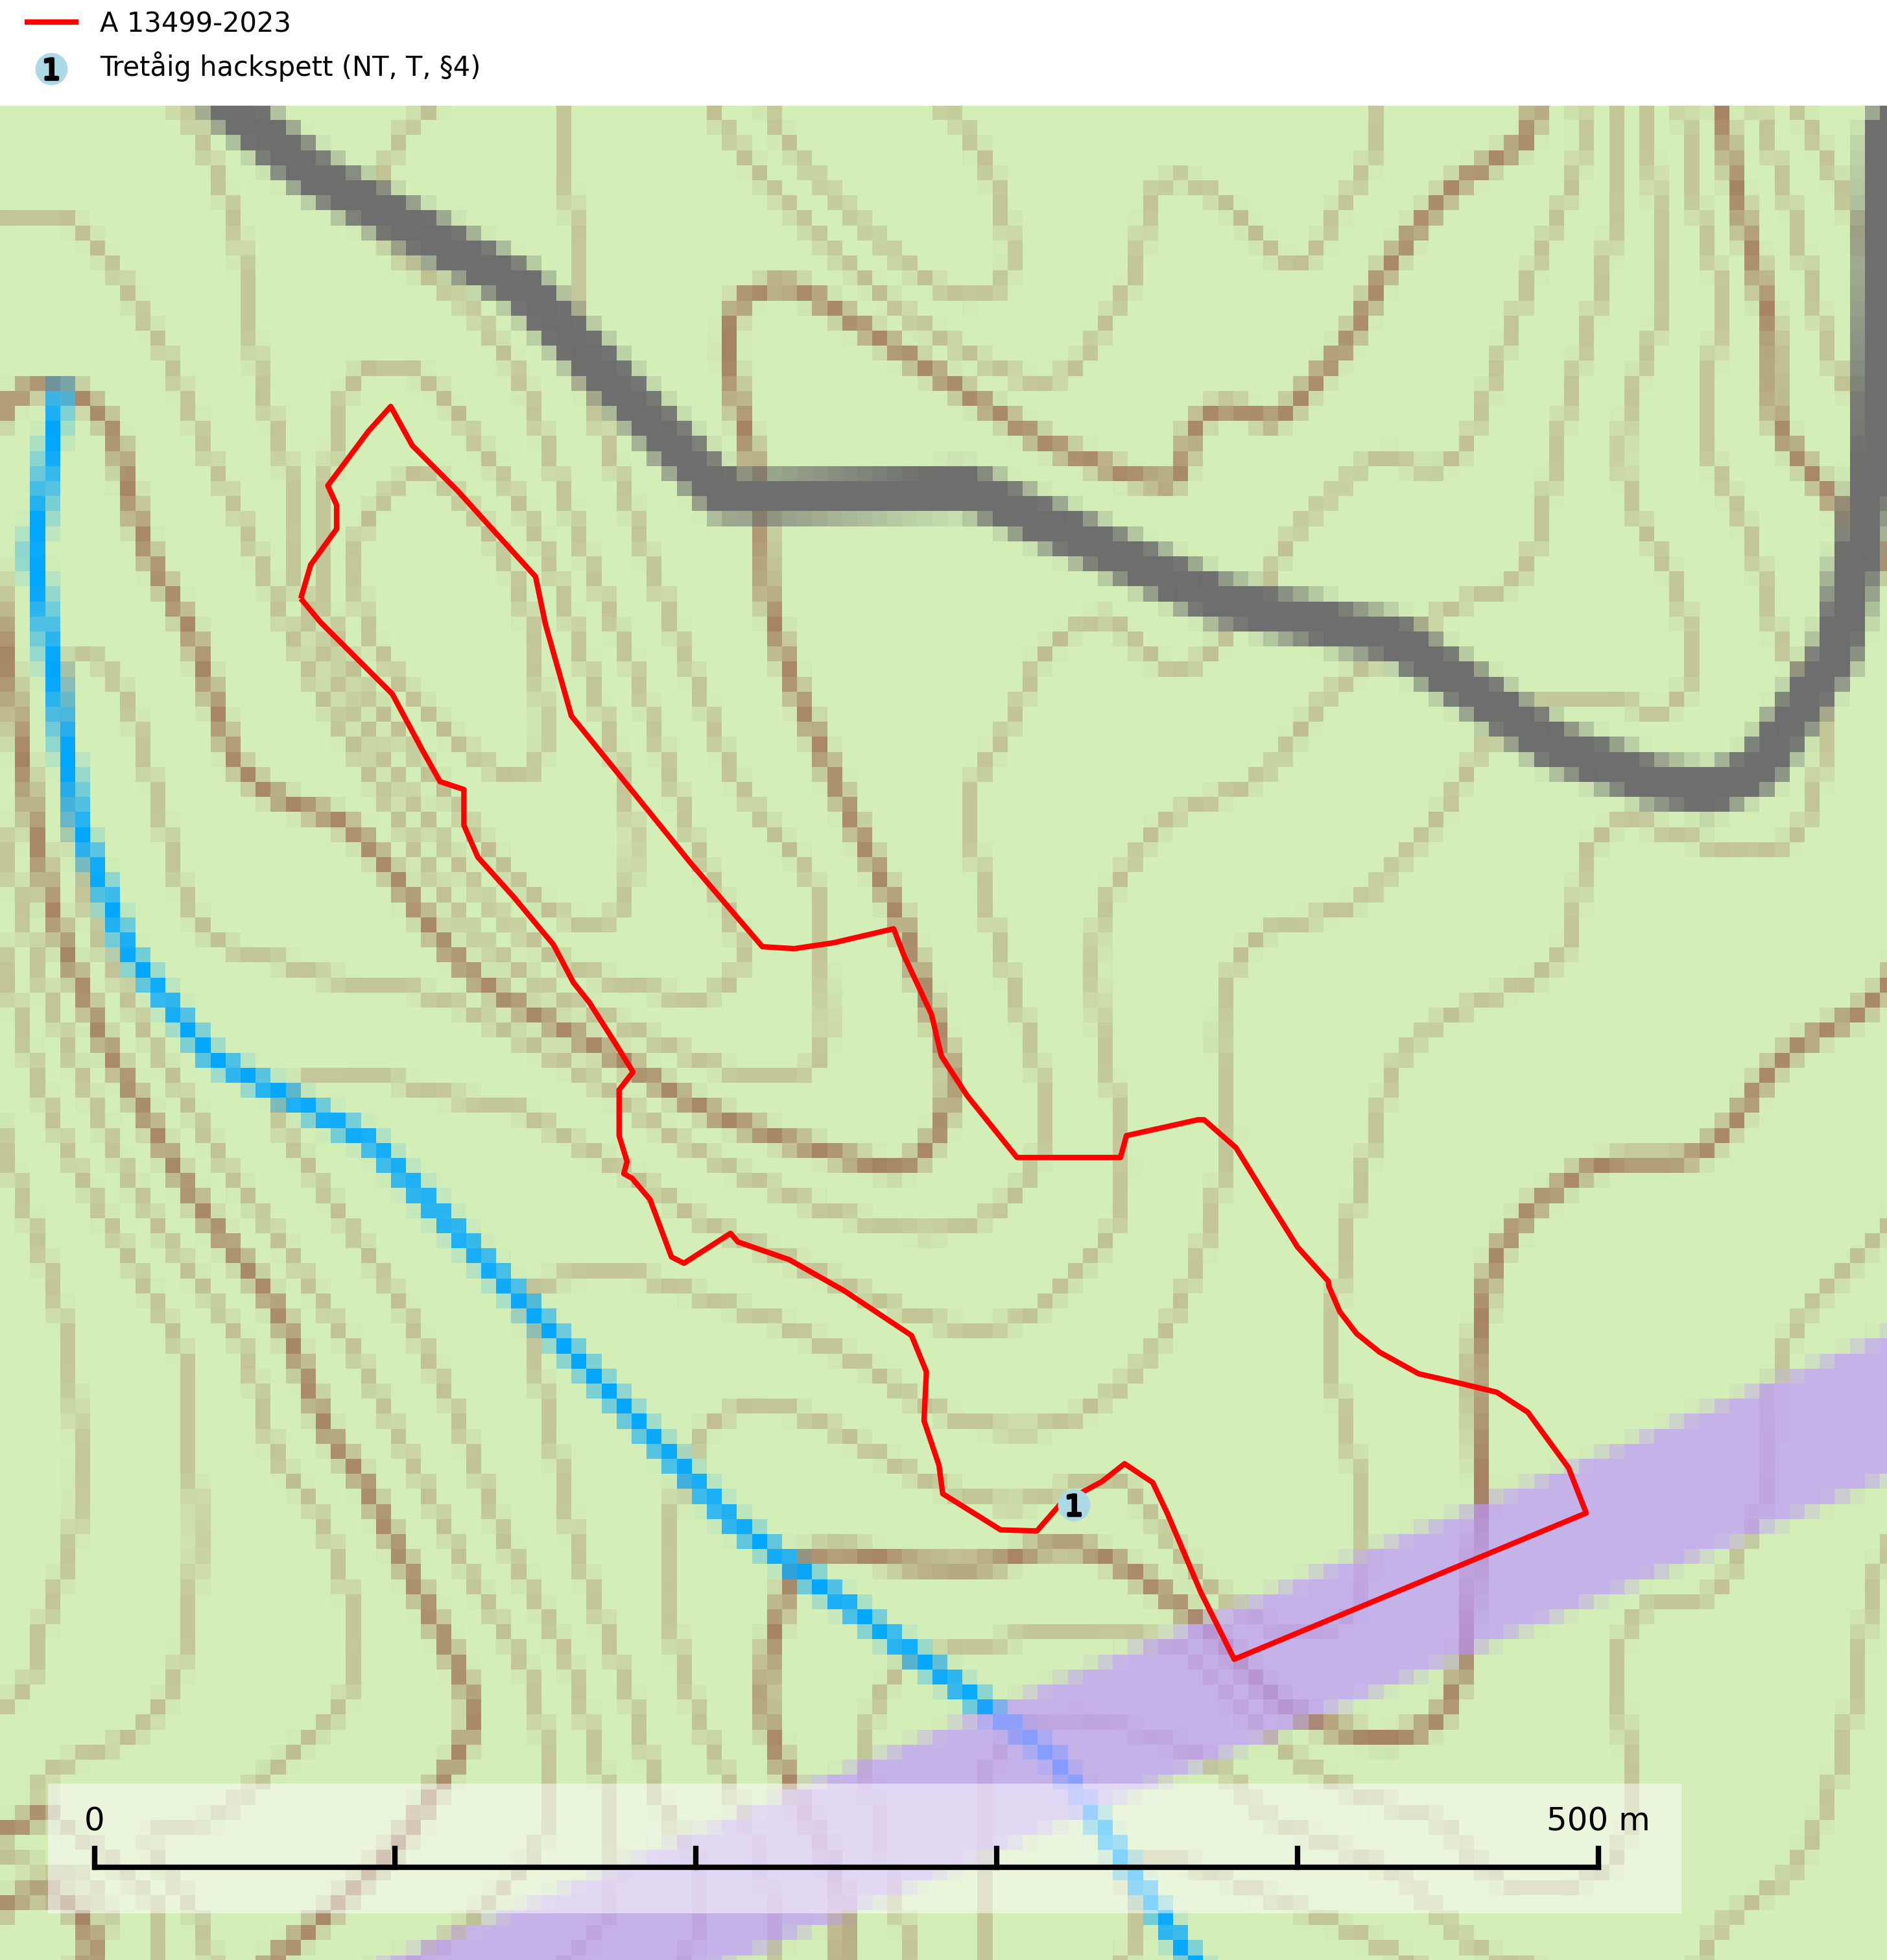 A 13499-2023
1 Tretåig hackspett (NT, T, §4)
1
0 500 m